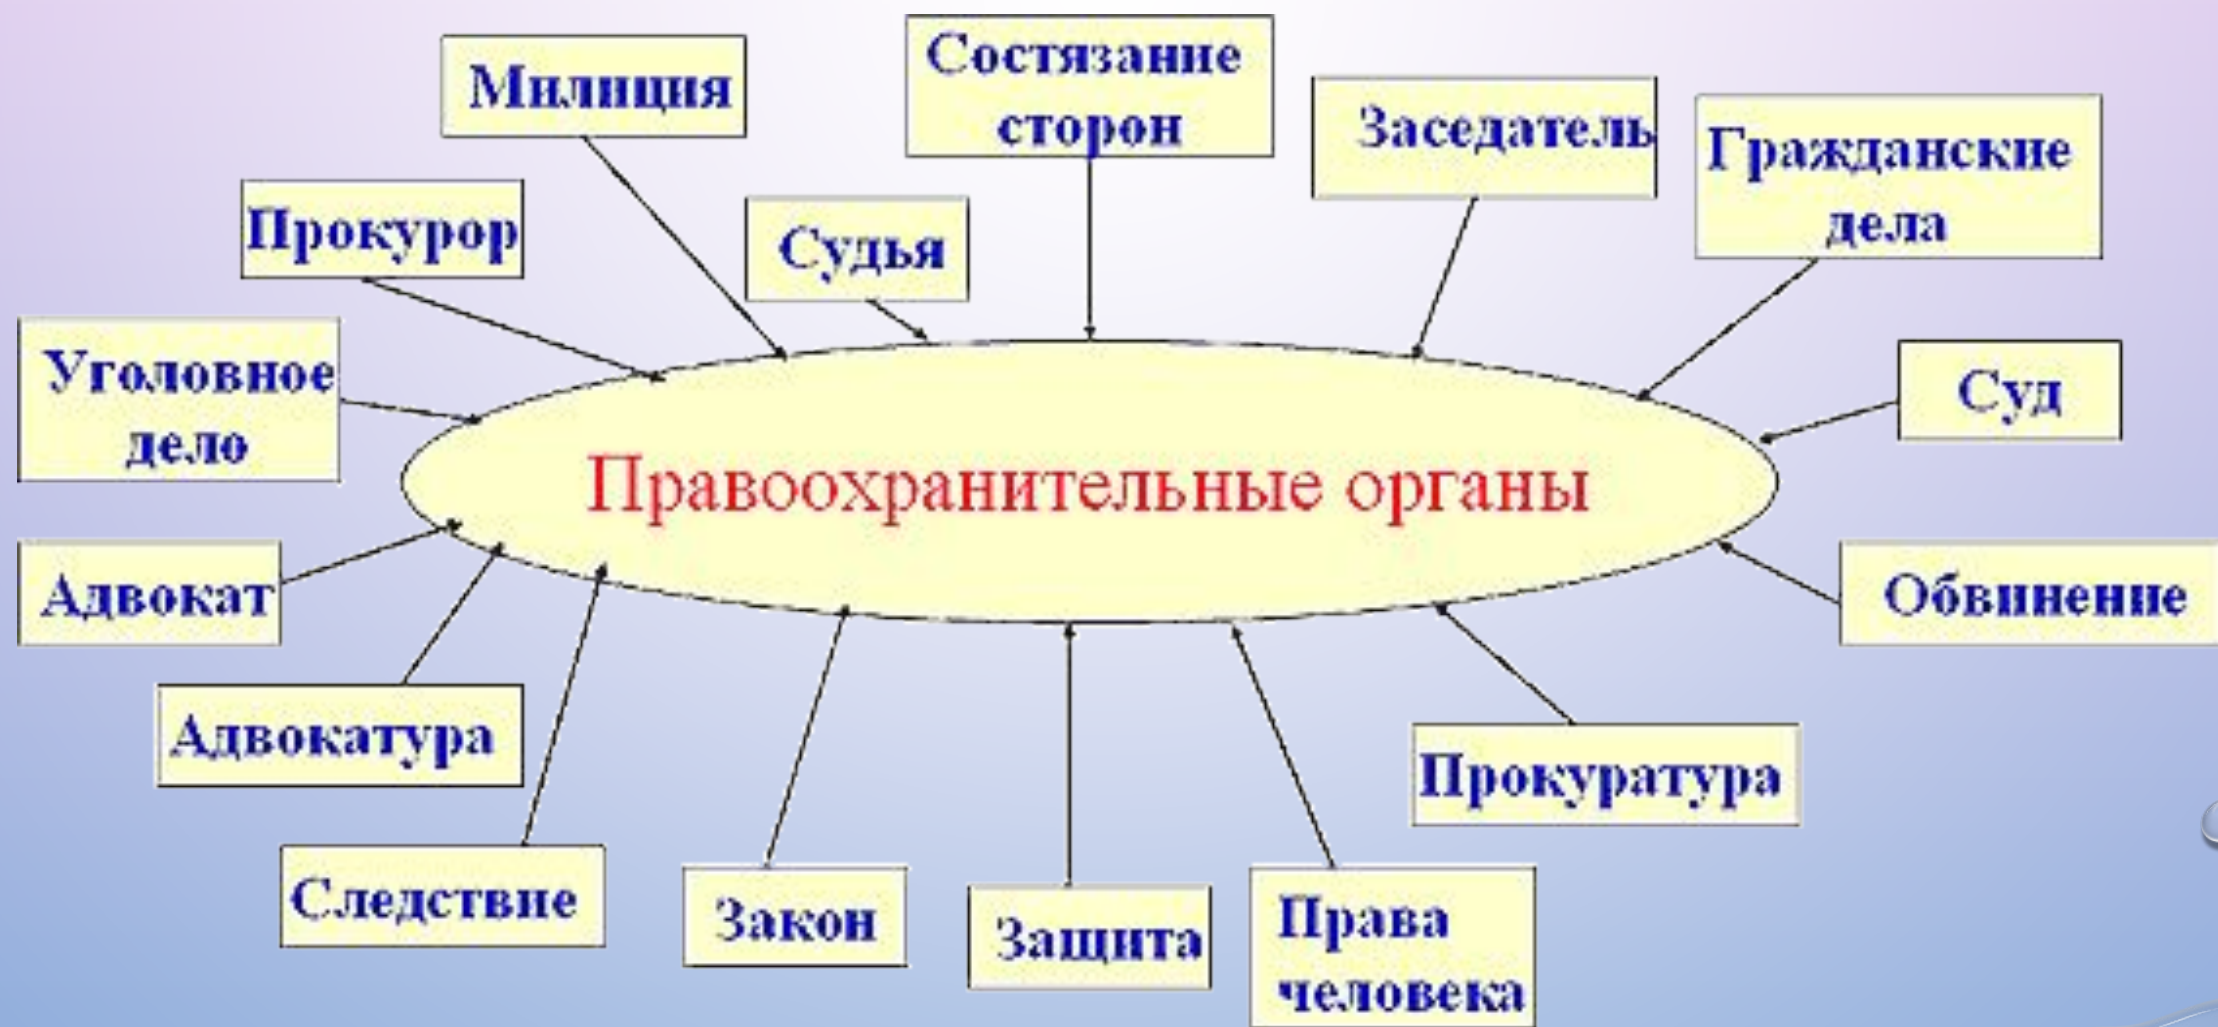 Милиция
Состязание
сторон
Заседатель
Гражданские
дела
Прокурор
Судья
Уголовное
дело
Суд
Правоохранительные органы
Адвокат
Обвинение
Адвокатура
Прокуратура
Следствие
Закон
Защита
Права
человека